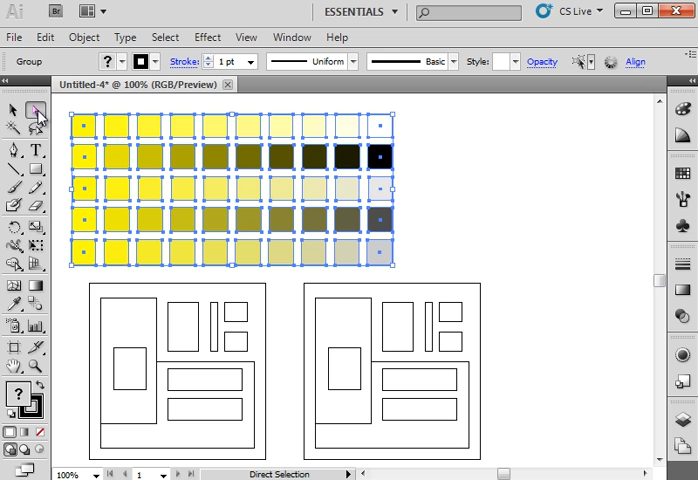 Ai Br ESSENTIALS CS Live
File Edit Object Type Select Effect View Window Help
Group ? Stroke: 1 pt Uniform Basic Style: Opacity Align
Untitled-4* @ 100% (RGB/Preview)
T
?
100% 1 Direct Selection